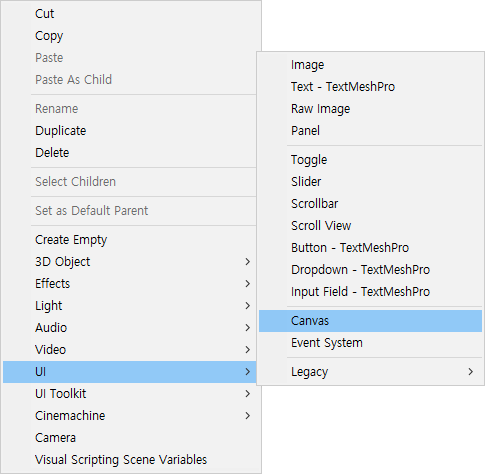 Cut
Copy
Paste
Paste As Child
Rename
Duplicate
Delete
Select Children
Set as Default Parent
Create Empty
3D Object
Effects
Light
Audio
Video
UI
UI Toolkit
Cinemachine
Camera
Visual Scripting Scene Variables
Image
Text - TextMeshPro
Raw Image
Panel
Toggle
Slider
Scrollbar
Scroll View
Button - TextMeshPro
Dropdown - TextMeshPro
Input Field - TextMeshPro
Canvas
Event System
Legacy